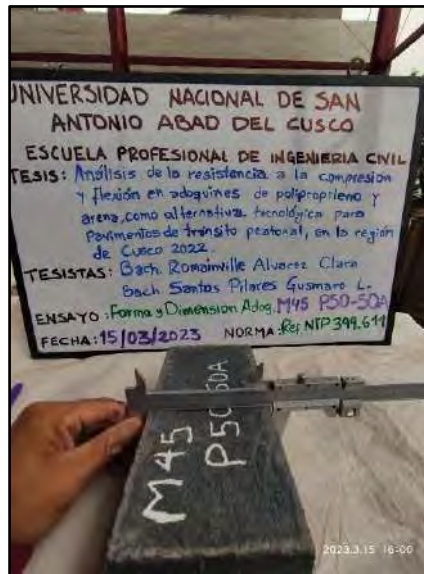 UNIVERSIDAD NACIONAL DE SAN
ANTONIO ABAD DEL CUSCO
ESCUELA PROFESIONAL DE INGENIERIA CIVIL
TESIS: Análisis de la resistencia a la compresion
y flexión en adoquines de polipropileno y
arena, como alternativa tecnológica para
Pavimentos de tránsito peatonal, en la región
de Cusco 2022.
TESISTAS: Bach. Romainville Alvarez Clara
Bach Santos Pilares Gusmaro L.
ENSAYO: Forma y Dimension Adoq. M45 P50-50A
FECHA: 15/03/2023 NORMA: Ref. NTP 399.611
M45
P50 50A
2023.3.15 16:00